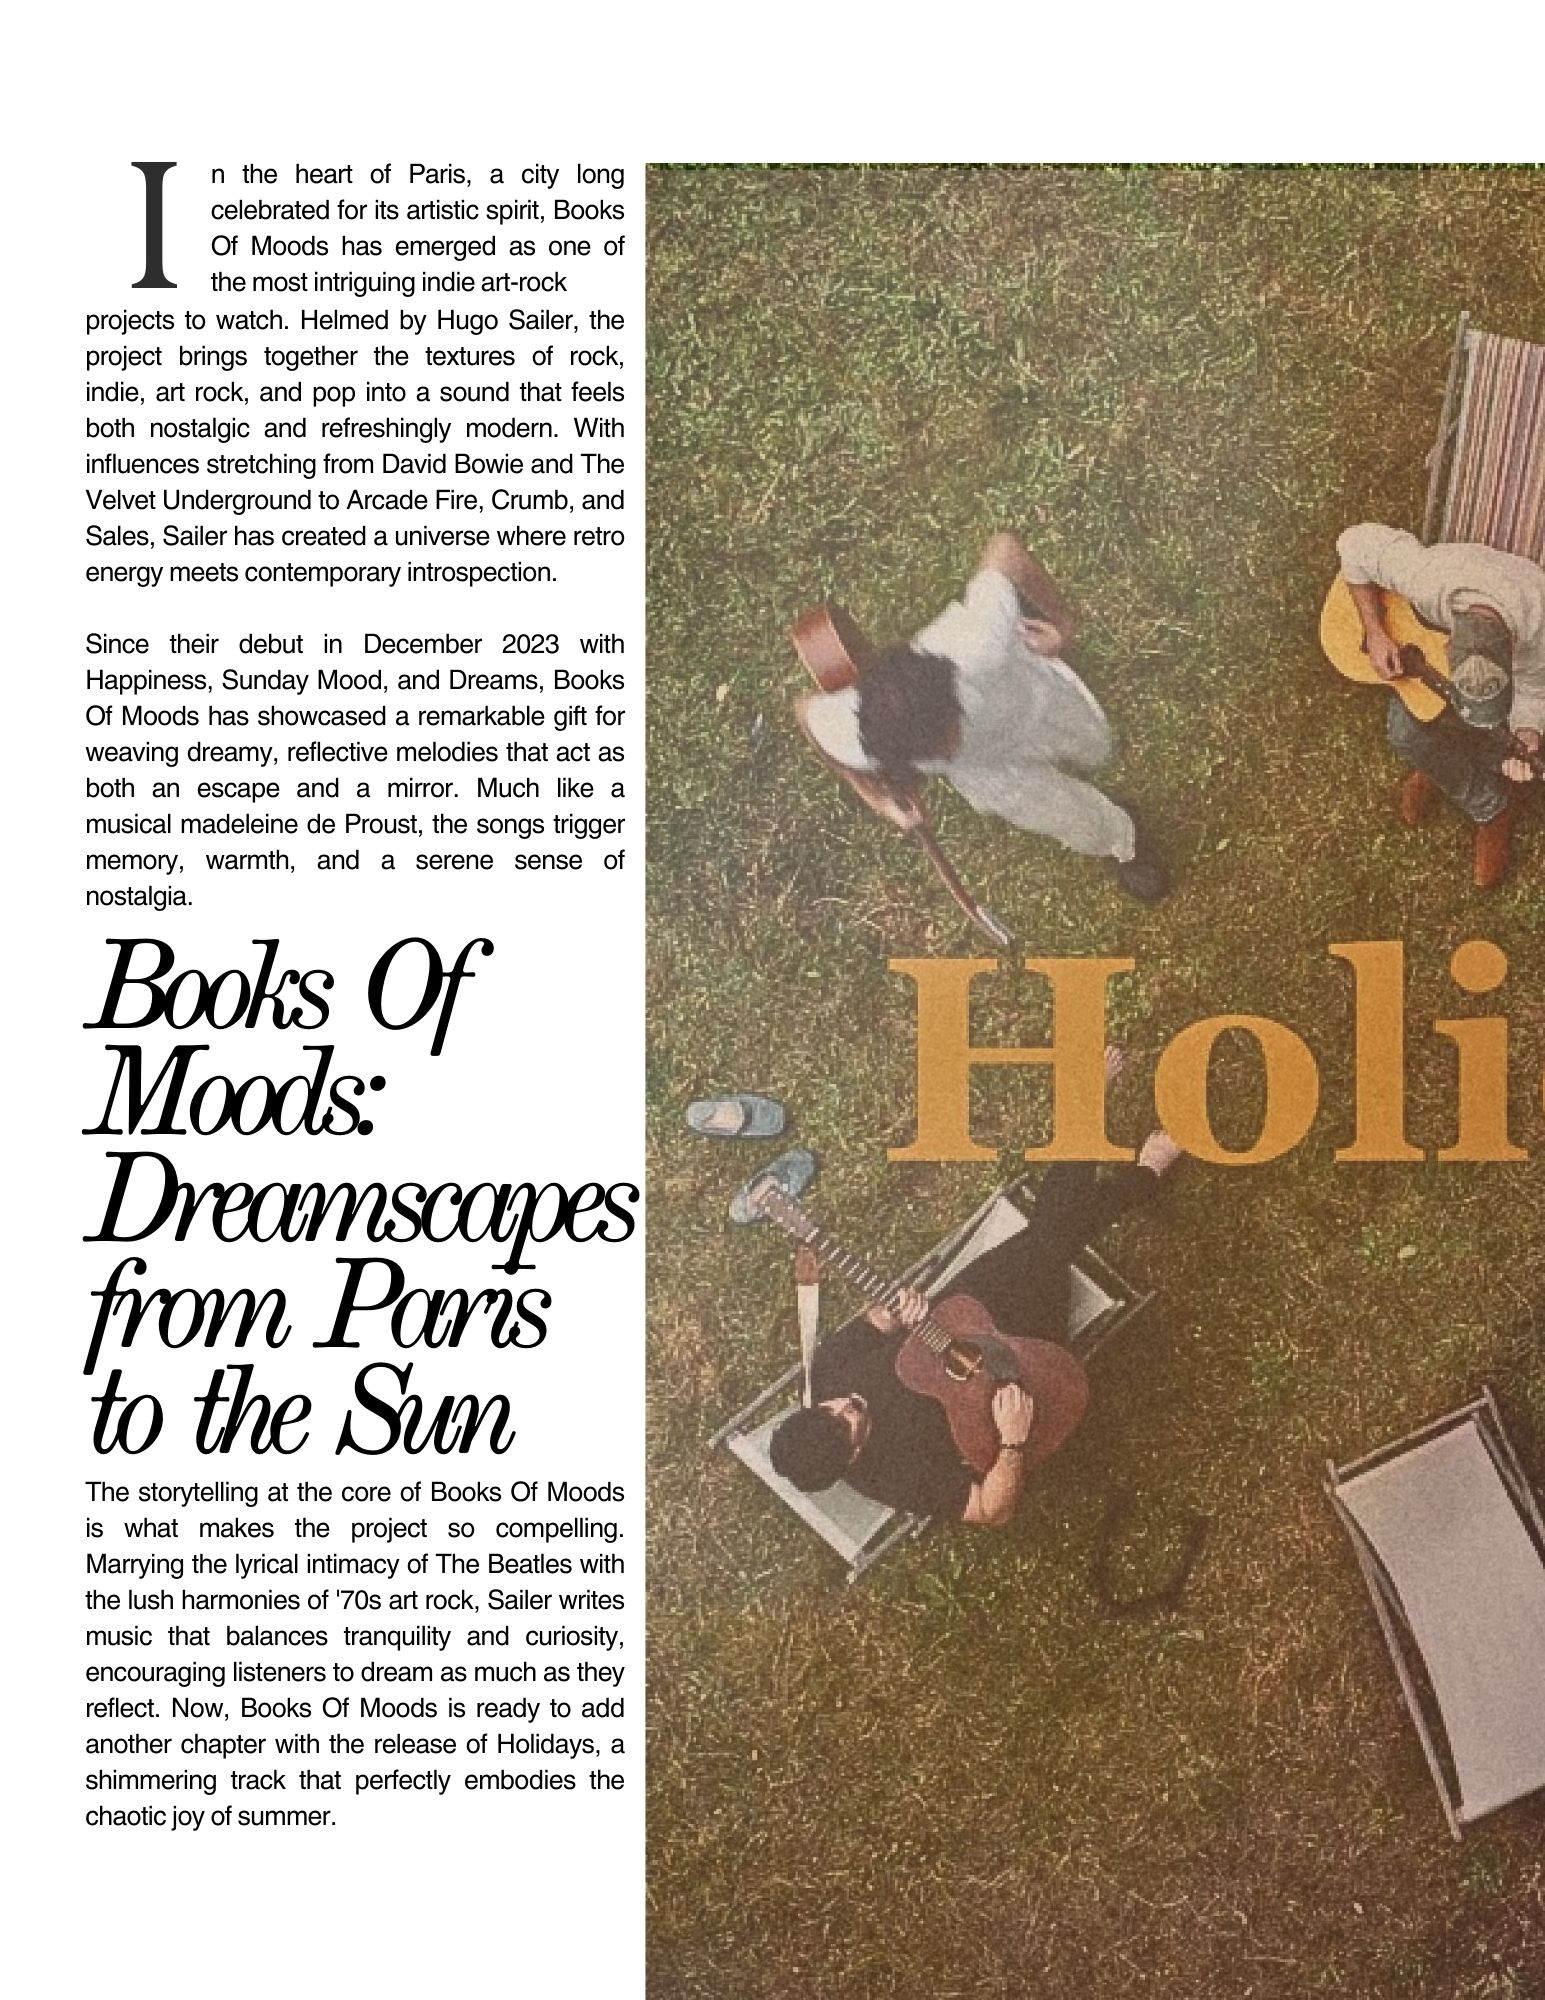 In the heart of Paris, a city long
celebrated for its artistic spirit, Books
Of Moods has emerged as one of
the most intriguing indie art-rock
projects to watch. Helmed by Hugo Sailer, the
project brings together the textures of rock,
indie, art rock, and pop into a sound that feels
both nostalgic and refreshingly modern. With
influences stretching from David Bowie and The
Velvet Underground to Arcade Fire, Crumb, and
Sales, Sailer has created a universe where retro
energy meets contemporary introspection.
Since their debut in December 2023 with
Happiness, Sunday Mood, and Dreams, Books
Of Moods has showcased a remarkable gift for
weaving dreamy, reflective melodies that act as
both an escape and a mirror. Much like a
musical madeleine de Proust, the songs trigger
memory, warmth, and a serene sense of
nostalgia.
Books Of
Moods:
Dreamscapes
from Paris
to the Sun
The storytelling at the core of Books Of Moods
is what makes the project so compelling.
Marrying the lyrical intimacy of The Beatles with
the lush harmonies of '70s art rock, Sailer writes
music that balances tranquility and curiosity,
encouraging listeners to dream as much as they
reflect. Now, Books Of Moods is ready to add
another chapter with the release of Holidays, a
shimmering track that perfectly embodies the
chaotic joy of summer.
Holi